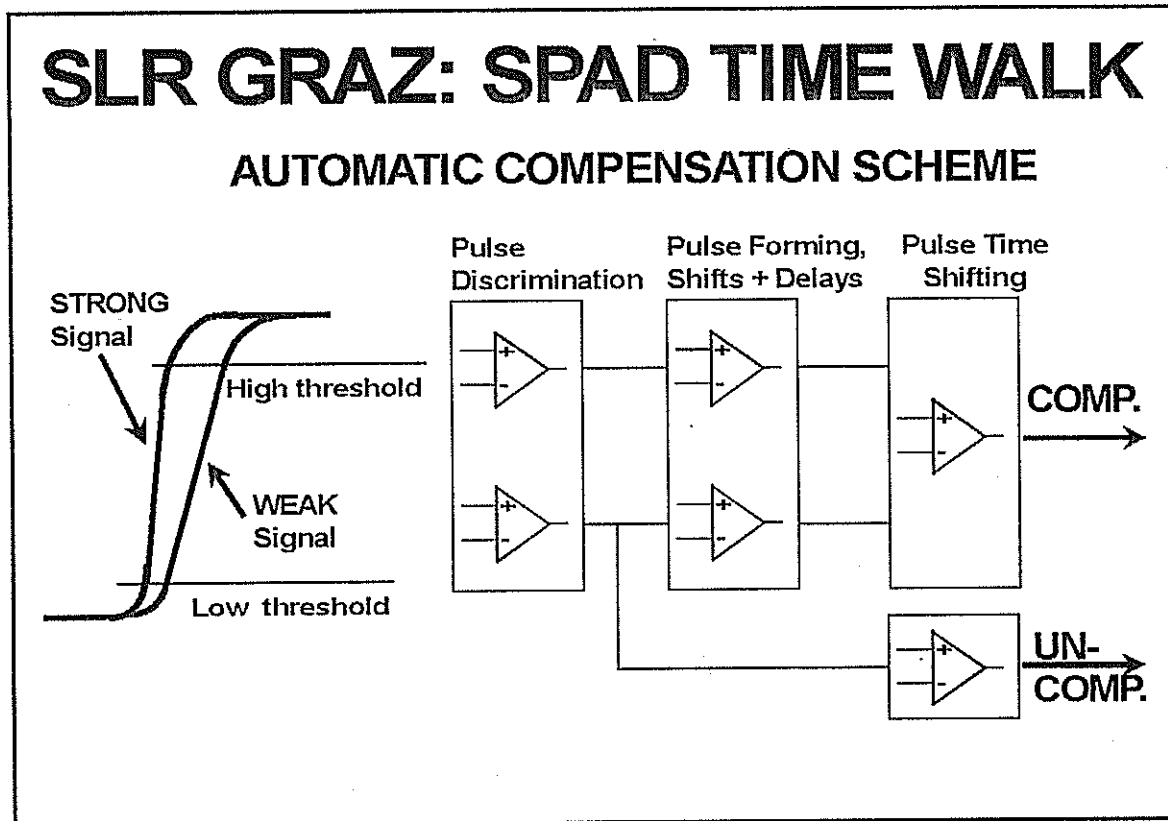 SLR GRAZ: SPAD TIME WALK
AUTOMATIC COMPENSATION SCHEME
STRONG
Signal
High threshold
WEAK
Signal
Low threshold
Pulse
Discrimination
Pulse Forming,
Shifts + Delays
Pulse Time
Shifting
+
-
+
-
+
-
+
-
+
-
COMP.
+
-
UN-
COMP.